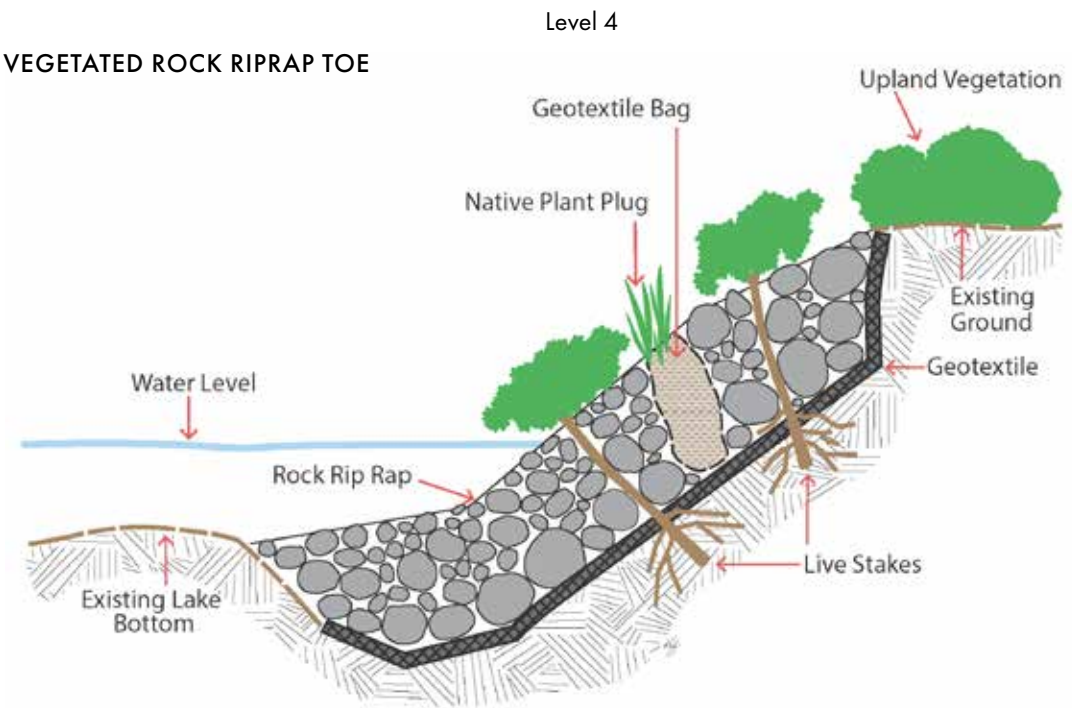 Level 4
VEGETATED ROCK RIPRAP TOE
Upland Vegetation
Geotextile Bag
Native Plant Plug
Existing
Ground
Geotextile
Water Level
Rock Rip Rap
Live Stakes
Existing Lake
Bottom